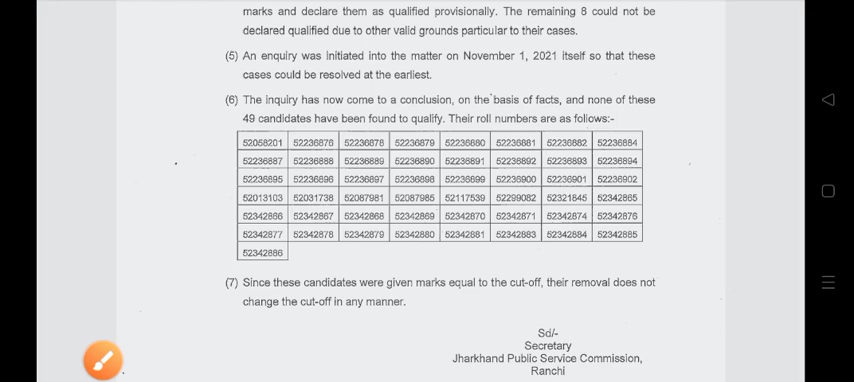 marks and declare them as qualified provisionally. The remaining 8 could not be
declared qualified due to other valid grounds particular to their cases.
(5) An enquiry was initiated into the matter on November 1, 2021 itself so that these
cases could be resolved at the earliest.
(6) The inquiry has now come to a conclusion, on the basis of facts, and none of these
49 candidates have been found to qualify. Their roll numbers are as follows:-
52058201 52236876 52236878 52236879 52236880 52236881 52236882 52236884
52236887 52236888 52236889 52236890 52236891 52236892 52236893 52236894
52236895 52236896 52236897 52236898 52236899 52236900 52236901 52236902
52013103 52031738 52087981 52087985 52117539 52299082 52321845 52342865
52342866 52342867 52342868 52342869 52342870 52342871 52342874 52342876
52342877 52342878 52342879 52342880 52342881 52342883 52342884 52342885
52342886
(7) Since these candidates were given marks equal to the cut-off, their removal does not
change the cut-off in any manner.
Sd/-
Secretary
Jharkhand Public Service Commission,
Ranchi